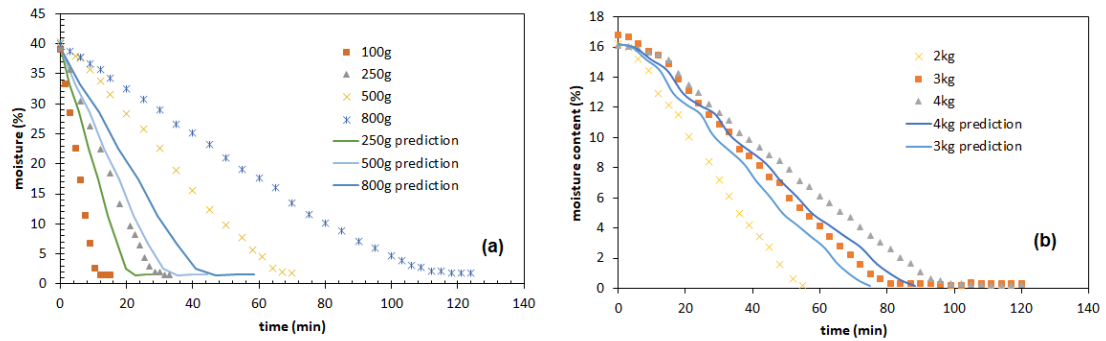 45
40
35
30
25
20
15
10
5
0
moisture (%)
0 20 40 60 80 100 120 140
time (min)
100g
250g
500g
800g
250g prediction
500g prediction
800g prediction
(a)
18
16
14
12
10
8
6
4
2
0
moisture content (%)
0 20 40 60 80 100 120 140
time (min)
2kg
3kg
4kg
4kg prediction
3kg prediction
(b)